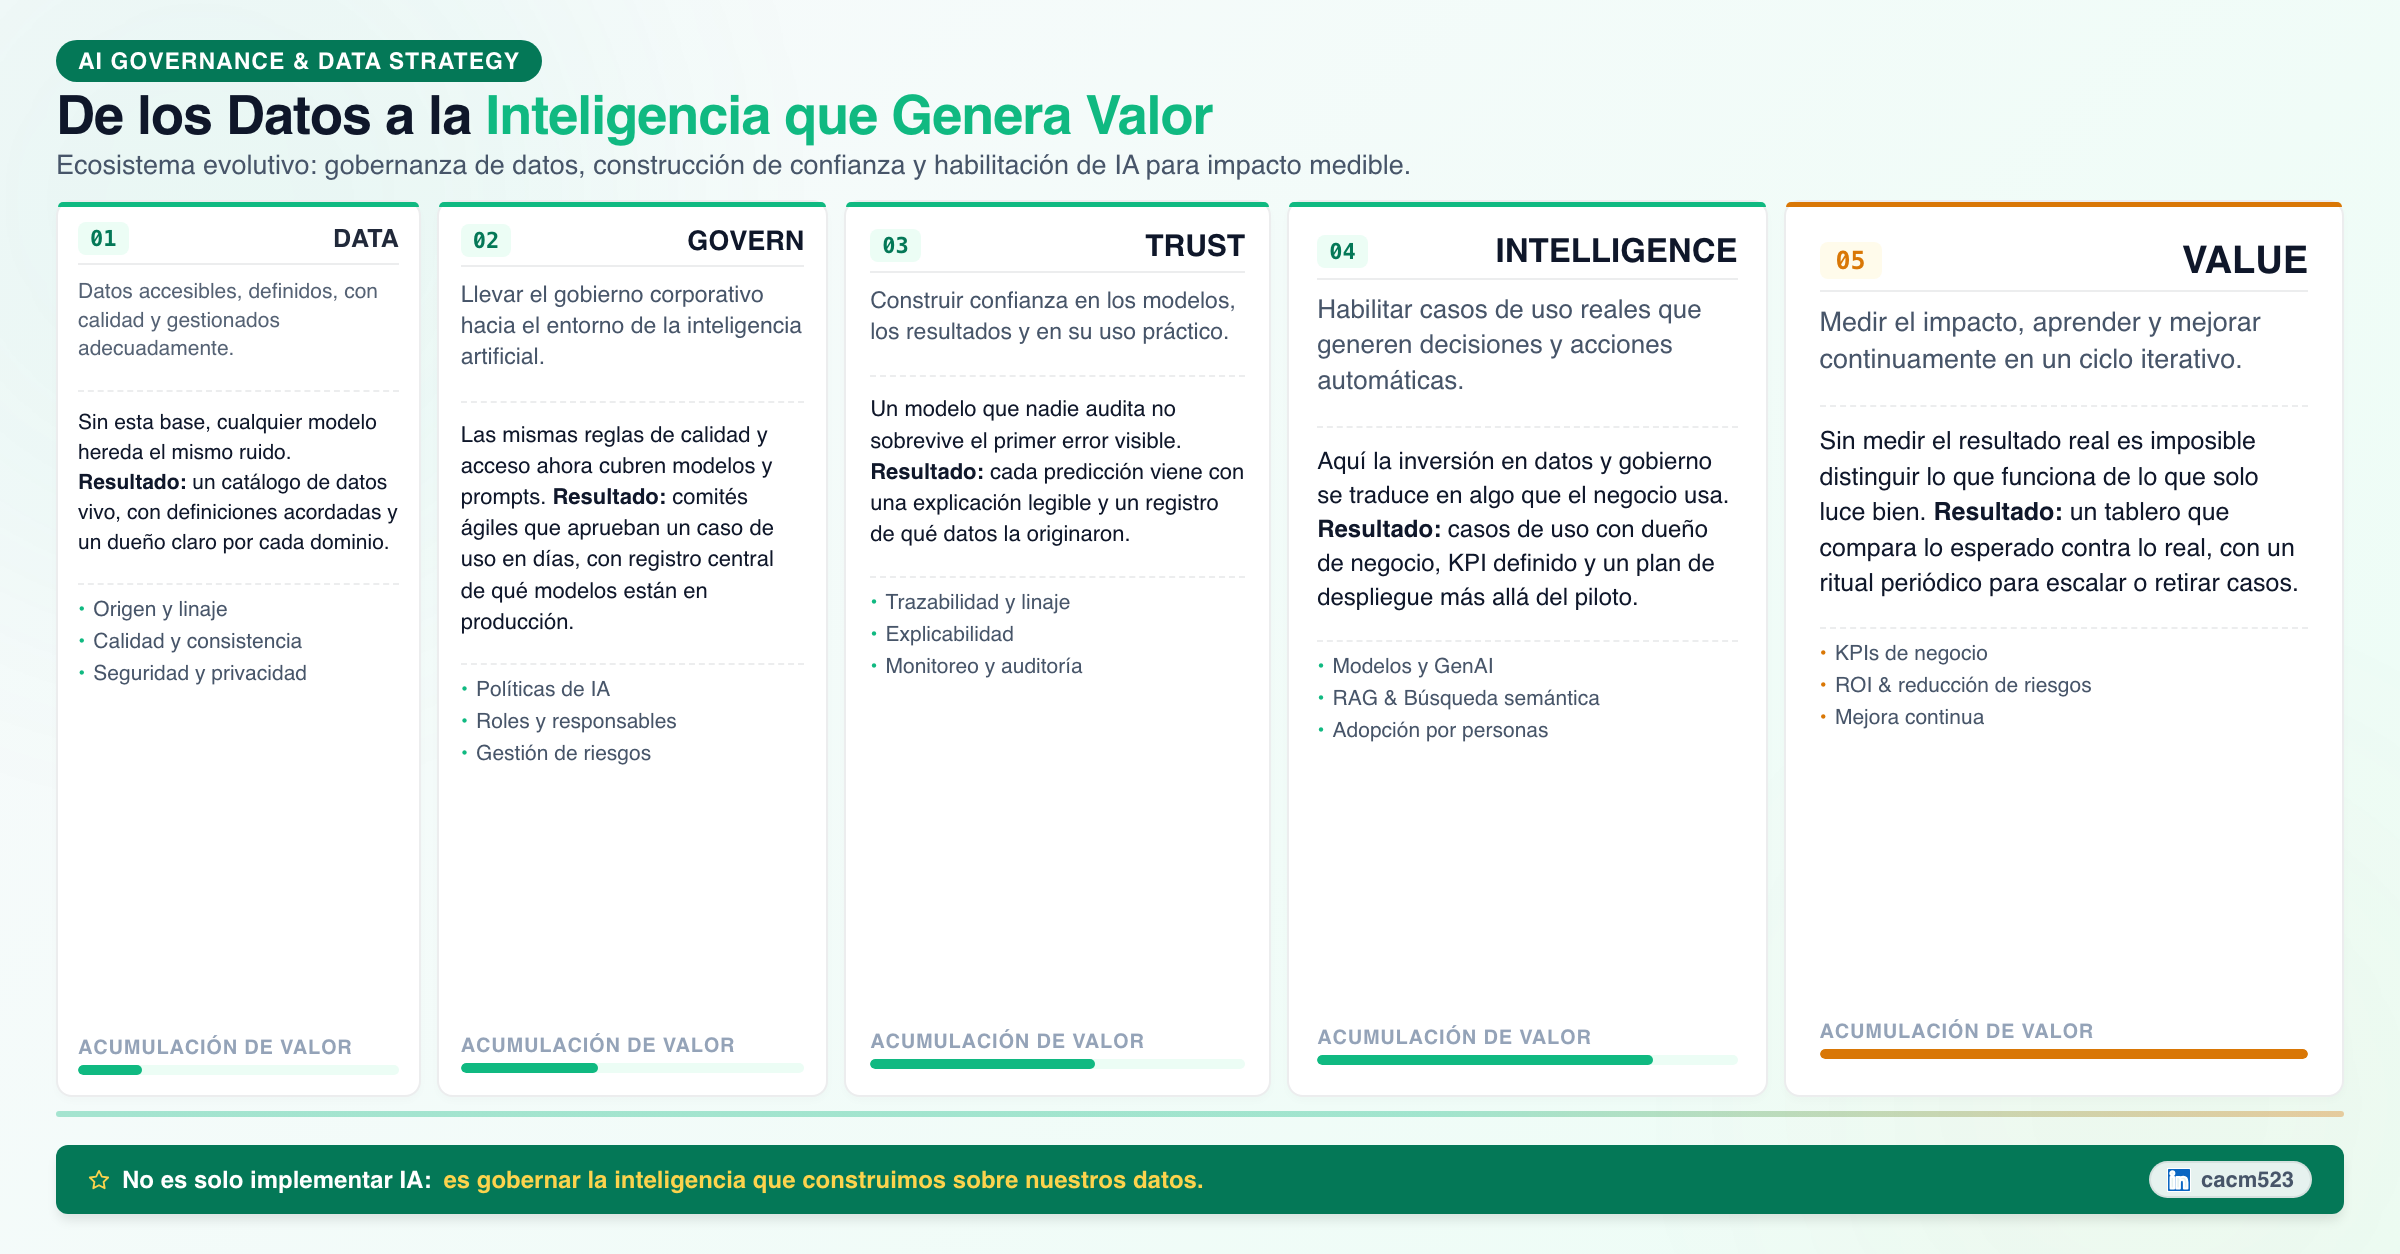 AI GOVERNANCE & DATA STRATEGY
De los Datos a la Inteligencia que Genera Valor
Ecosistema evolutivo: gobernanza de datos, construcción de confianza y habilitación de IA para impacto medible.
01
DATA
Datos accesibles, definidos, con
calidad y gestionados
adecuadamente.
Sin esta base, cualquier modelo
hereda el mismo ruido.
Resultado: un catálogo de datos
vivo, con definiciones acordadas y
un dueño claro por cada dominio.
• Origen y linaje
• Calidad y consistencia
• Seguridad y privacidad
ACUMULACIÓN DE VALOR
02
GOVERN
Llevar el gobierno corporativo
hacia el entorno de la inteligencia
artificial.
Las mismas reglas de calidad y
acceso ahora cubren modelos y
prompts. Resultado: comités
ágiles que aprueban un caso de
uso en días, con registro central
de qué modelos están en
producción.
• Políticas de IA
• Roles y responsables
• Gestión de riesgos
ACUMULACIÓN DE VALOR
03
TRUST
Construir confianza en los modelos,
los resultados y en su uso práctico.
Un modelo que nadie audita no
sobrevive el primer error visible.
Resultado: cada predicción viene con
una explicación legible y un registro
de qué datos la originaron.
• Trazabilidad y linaje
• Explicabilidad
• Monitoreo y auditoría
ACUMULACIÓN DE VALOR
04
INTELLIGENCE
Habilitar casos de uso reales que
generen decisiones y acciones
automáticas.
Aquí la inversión en datos y gobierno
se traduce en algo que el negocio usa.
Resultado: casos de uso con dueño
de negocio, KPI definido y un plan de
despliegue más allá del piloto.
• Modelos y GenAI
• RAG & Búsqueda semántica
• Adopción por personas
ACUMULACIÓN DE VALOR
05
VALUE
Medir el impacto, aprender y mejorar
continuamente en un ciclo iterativo.
Sin medir el resultado real es imposible
distinguir lo que funciona de lo que solo
luce bien. Resultado: un tablero que
compara lo esperado contra lo real, con un
ritual periódico para escalar o retirar casos.
• KPIs de negocio
• ROI & reducción de riesgos
• Mejora continua
ACUMULACIÓN DE VALOR
No es solo implementar IA: es gobernar la inteligencia que construimos sobre nuestros datos.
in cacm523